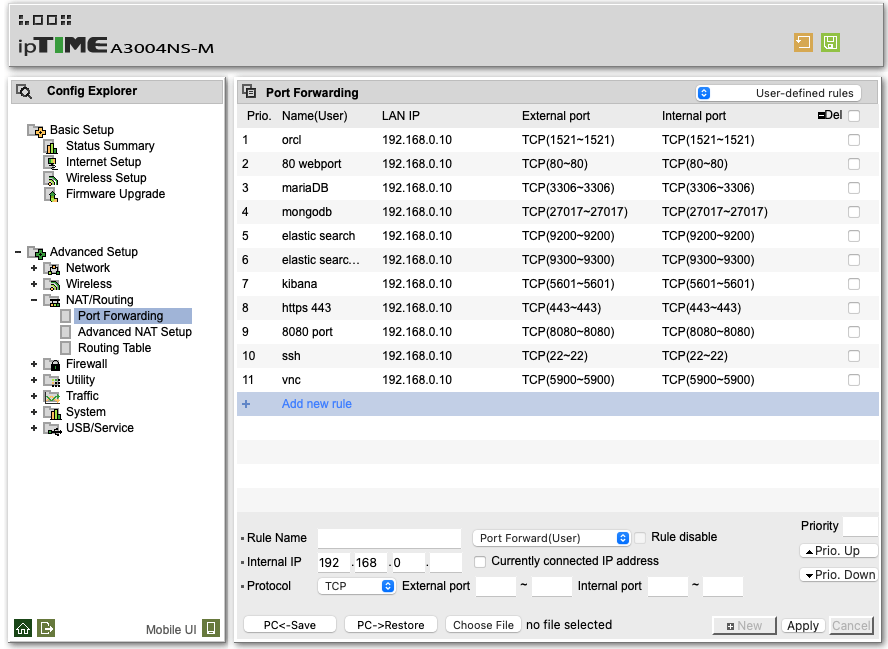 ipTIME A3004NS-M
Config Explorer
Basic Setup
Status Summary
Internet Setup
Wireless Setup
Firmware Upgrade
Advanced Setup
Network
Wireless
NAT/Routing
Port Forwarding
Advanced NAT Setup
Routing Table
Firewall
Utility
Traffic
System
USB/Service
Mobile UI
Port Forwarding User-defined rules
Prio. Name(User) LAN IP External port Internal port Del
1 orcl 192.168.0.10 TCP(1521~1521) TCP(1521~1521)
2 80 webport 192.168.0.10 TCP(80~80) TCP(80~80)
3 mariaDB 192.168.0.10 TCP(3306~3306) TCP(3306~3306)
4 mongodb 192.168.0.10 TCP(27017~27017) TCP(27017~27017)
5 elastic search 192.168.0.10 TCP(9200~9200) TCP(9200~9200)
6 elastic searc... 192.168.0.10 TCP(9300~9300) TCP(9300~9300)
7 kibana 192.168.0.10 TCP(5601~5601) TCP(5601~5601)
8 https 443 192.168.0.10 TCP(443~443) TCP(443~443)
9 8080 port 192.168.0.10 TCP(8080~8080) TCP(8080~8080)
10 ssh 192.168.0.10 TCP(22~22) TCP(22~22)
11 vnc 192.168.0.10 TCP(5900~5900) TCP(5900~5900)
+ Add new rule
Priority
Rule Name Port Forward(User) Rule disable
Prio. Up
Internal IP 192 .168 .0 . Currently connected IP address
Prio. Down
Protocol TCP External port ~ Internal port ~
PC<-Save PC->Restore Choose File no file selected New Apply Cancel